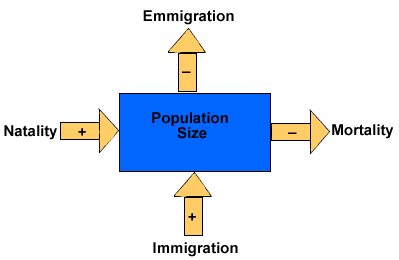 Emmigration
–
Population
Size
Natality
+
–
Mortality
+
Immigration